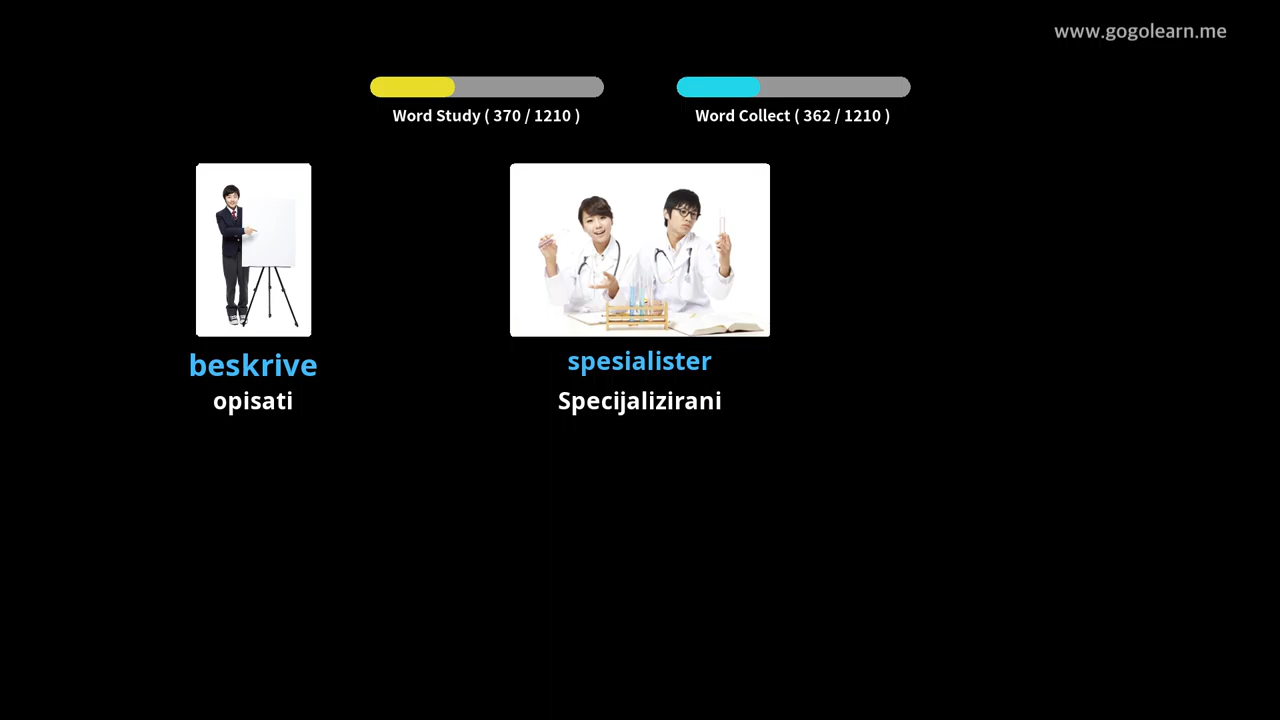 www.gogolearn.me
Word Study ( 370 / 1210 )
Word Collect ( 362 / 1210 )
beskrive
opisati
spesialister
Specijalizirani